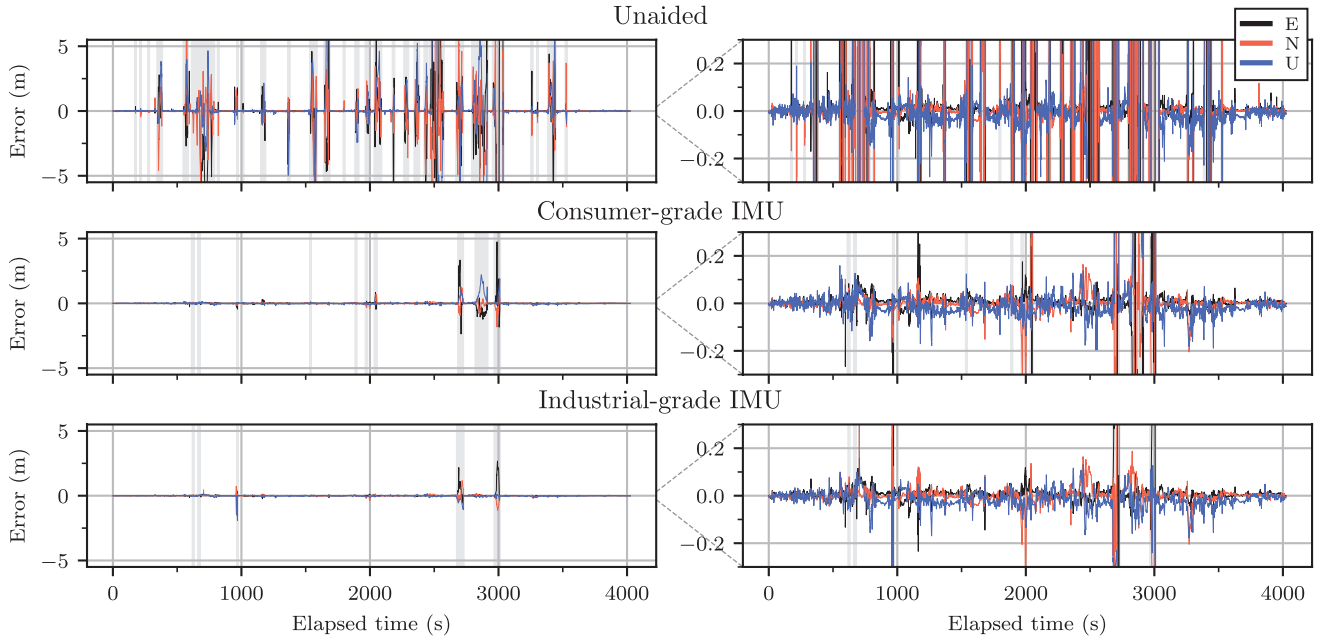 Unaided
E
N
U
5
0
−5
Error (m)
0.2
0.0
−0.2
Consumer-grade IMU
5
0
−5
Error (m)
0.2
0.0
−0.2
Industrial-grade IMU
5
0
−5
Error (m)
0.2
0.0
−0.2
0 1000 2000 3000 4000
0 1000 2000 3000 4000
Elapsed time (s)
Elapsed time (s)